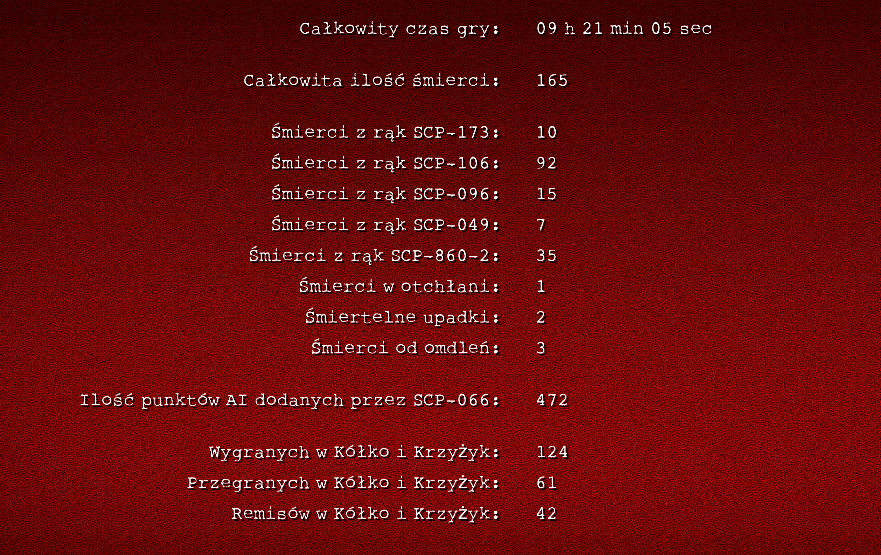 Całkowity czas gry: 09 h 21 min 05 sec
Całkowita ilość śmierci: 165
Śmierci z rąk SCP-173: 10
Śmierci z rąk SCP-106: 92
Śmierci z rąk SCP-096: 15
Śmierci z rąk SCP-049: 7
Śmierci z rąk SCP-860-2: 35
Śmierci w otchłani: 1
Śmiertelne upadki: 2
Śmierci od omdleń: 3
Ilość punktów AI dodanych przez SCP-066: 472
Wygranych w Kółko i Krzyżyk: 124
Przegranych w Kółko i Krzyżyk: 61
Remisów w Kółko i Krzyżyk: 42